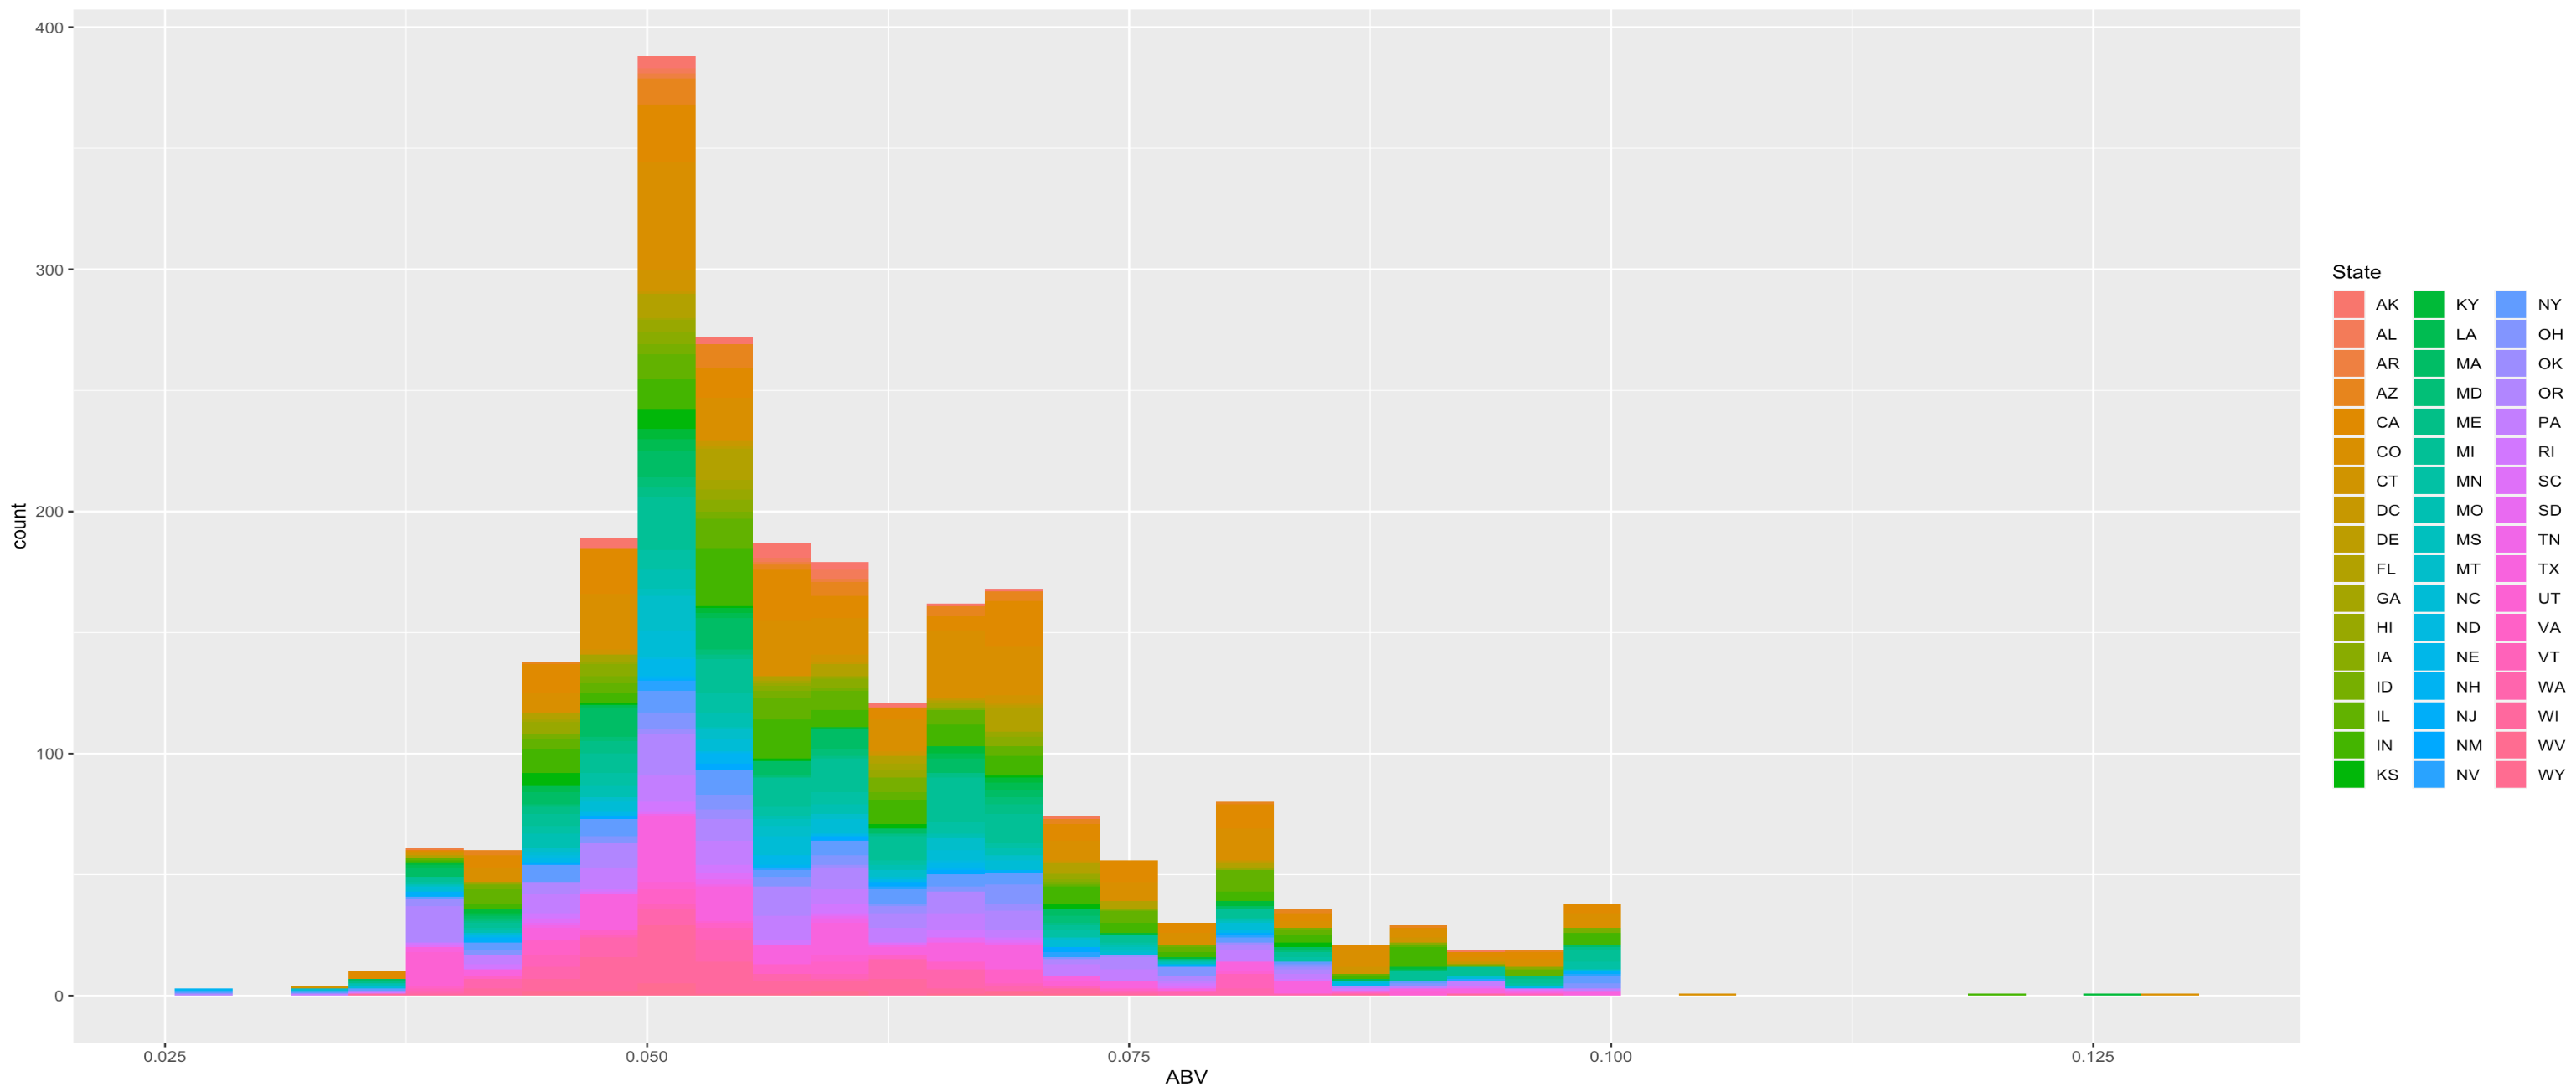 400
300
200
100
0
count
0.025 0.050 0.075 0.100 0.125
ABV
State
AK KY NY
AL LA OH
AR MA OK
AZ MD OR
CA ME PA
CO MI RI
CT MN SC
DC MO SD
DE MS TN
FL MT TX
GA NC UT
HI ND VA
IA NE VT
ID NH WA
IL NJ WI
IN NM WV
KS NV WY